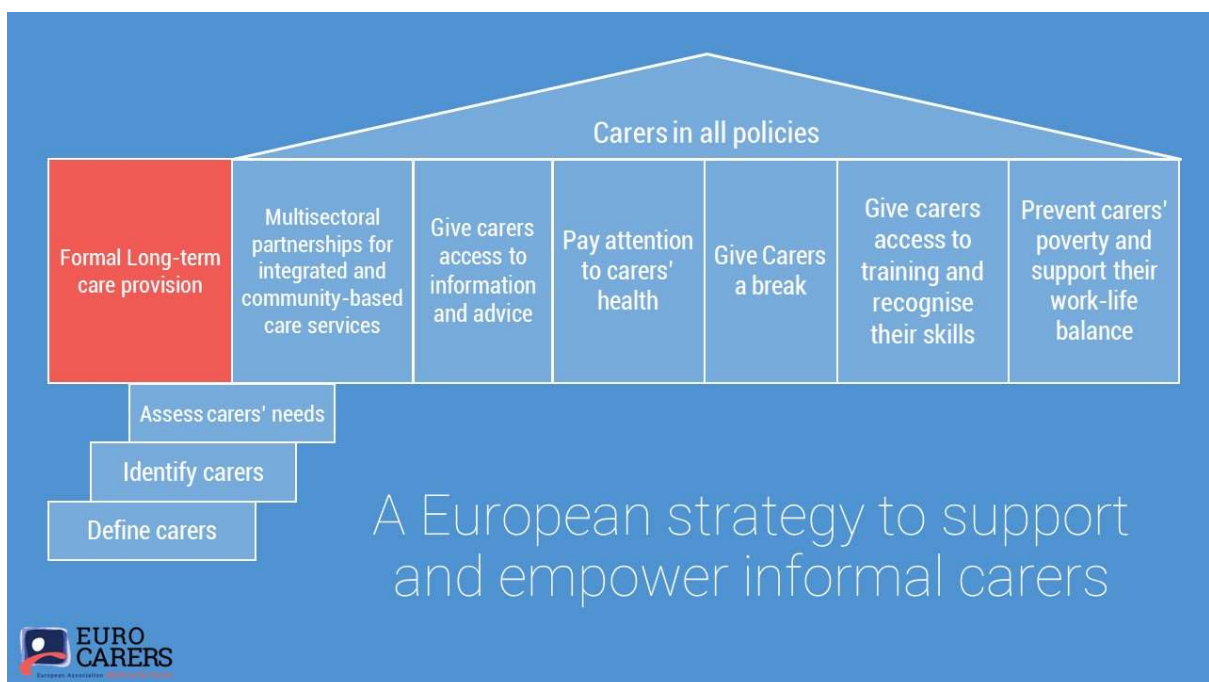 Carers in all policies
Formal Long-term
care provision
Multisectoral
partnerships for
integrated and
community-based
care services
Give carers
access to
information
and advice
Pay attention
to carers'
health
Give Carers
a break
Give carers
access to
training and
recognise
their skills
Prevent carers'
poverty and
support their
work-life
balance
Assess carers' needs
Identify carers
Define carers
A European strategy to support
and empower informal carers
EURO
CARERS
European Association